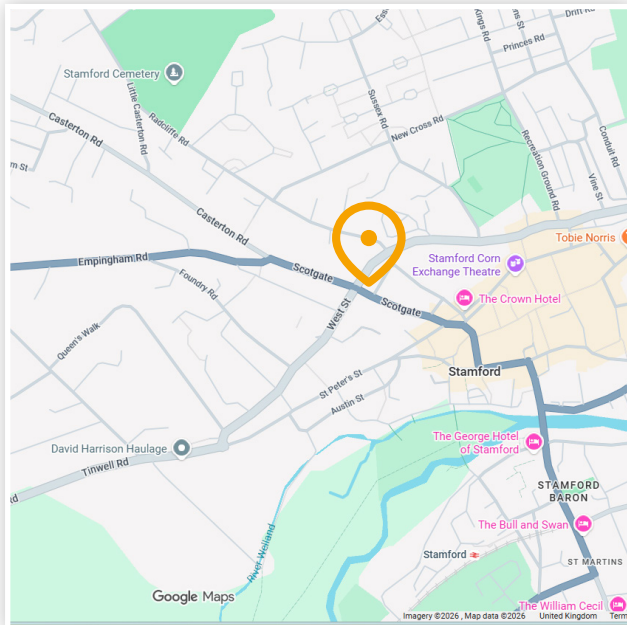 Drift Rd
Kings Rd
Princes Rd
Stamford Cemetery
Little Casterton Rd
Sussex Rd
Radcliffe Rd
New Cross Rd
Casterton Rd
Recreation Ground Rd
Conduit Rd
Vine St
Casterton Rd
Tobie Norris
Empingham Rd
Stamford Corn
Exchange Theatre
Scotgate
Foundry Rd
The Crown Hotel
Scotgate
West St
Queen's Walk
Stamford
St Peter's St
Austin St
David Harrison Haulage
The George Hotel
of Stamford
Tinwell Rd
STAMFORD
BARON
The Bull and Swan
River Welland
Stamford
ST MARTINS
Google Maps
The William Cecil
Imagery ©2026 , Map data ©2026 United Kingdom Term